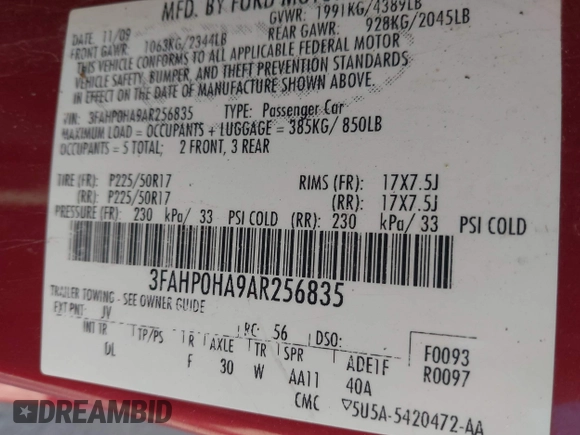 MFD. BY FORD MOTO
DATE: 11/09 GVWR: 1991KG/4389LB
FRONT GAWR: 1063KG/2344LB REAR GAWR: 928KG/2045LB
THIS VEHICLE CONFORMS TO ALL APPLICABLE FEDERAL MOTOR
VEHICLE SAFETY, BUMPER, AND THEFT PREVENTION STANDARDS
IN EFFECT ON THE DATE OF MANUFACTURE SHOWN ABOVE.
VIN: 3FAHP0HA9AR256835 TYPE: Passenger Car
MAXIMUM LOAD = OCCUPANTS + LUGGAGE = 385KG/ 850LB
OCCUPANTS = 5 TOTAL; 2 FRONT, 3 REAR
TIRE (FR): P225/50R17 RIMS (FR): 17X7.5J
(RR): P225/50R17 (RR): 17X7.5J
PRESSURE (FR): 230 kPa/ 33 PSI COLD (RR): 230 kPa/ 33 PSI COLD
3FAHP0HA9AR256835
TRAILER TOWING - SEE OWNER GUIDE
EXT PNT: JV RC: 56 DSO: F0093
INT TR TP/PS R AXLE TR SPR ADE1F R0097
DL F 30 W AA11 40A
CMC ▽5U5A-5420472-AA
DREAMBID